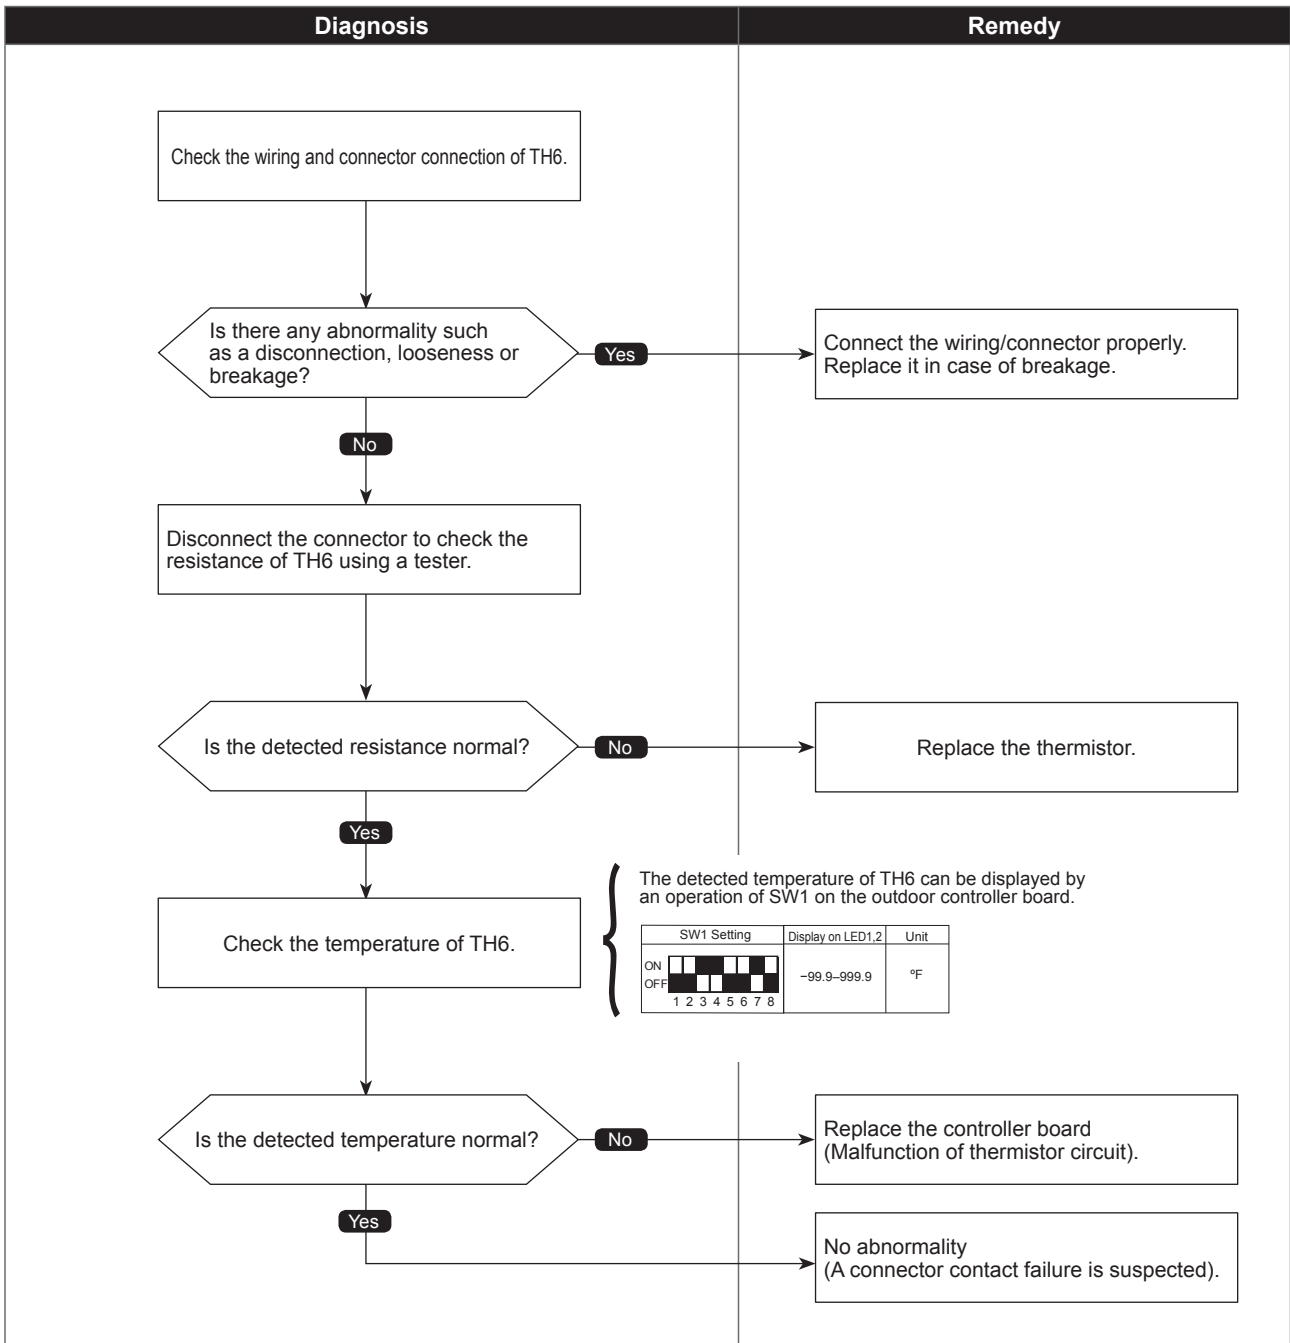 Diagnosis
Remedy
Check the wiring and connector connection of TH6.
Is there any abnormality such
as a disconnection, looseness or
breakage?
Yes
Connect the wiring/connector properly.
Replace it in case of breakage.
No
Disconnect the connector to check the
resistance of TH6 using a tester.
Is the detected resistance normal?
No
Replace the thermistor.
Yes
Check the temperature of TH6.
The detected temperature of TH6 can be displayed by
an operation of SW1 on the outdoor controller board.
SW1 Setting
Display on LED1,2
Unit
ON
OFF
1 2 3 4 5 6 7 8
−99.9–999.9
ºF
Is the detected temperature normal?
No
Replace the controller board
(Malfunction of thermistor circuit).
Yes
No abnormality
(A connector contact failure is suspected).